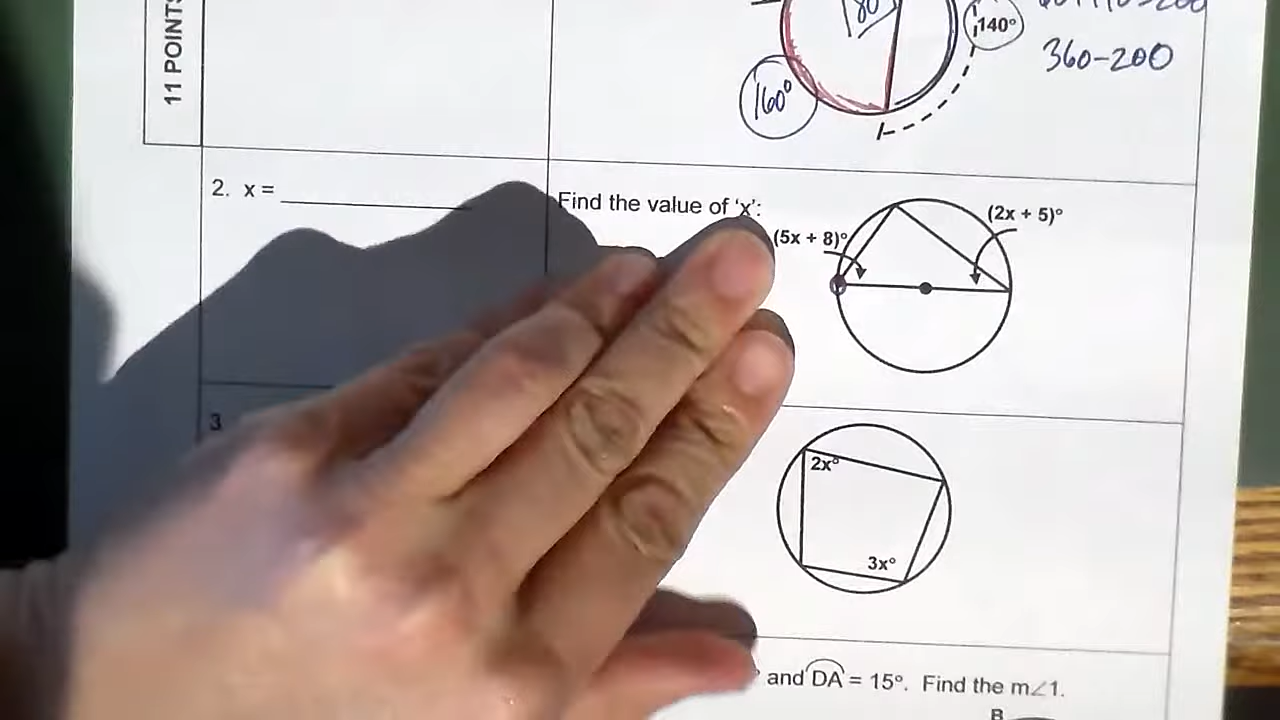 11 POINTS
80
140°
360-200
160°
2. x =
Find the value of 'x':
(5x + 8)°
(2x + 5)°
3
2x°
3x°
and DA = 15°. Find the m∠1.
B